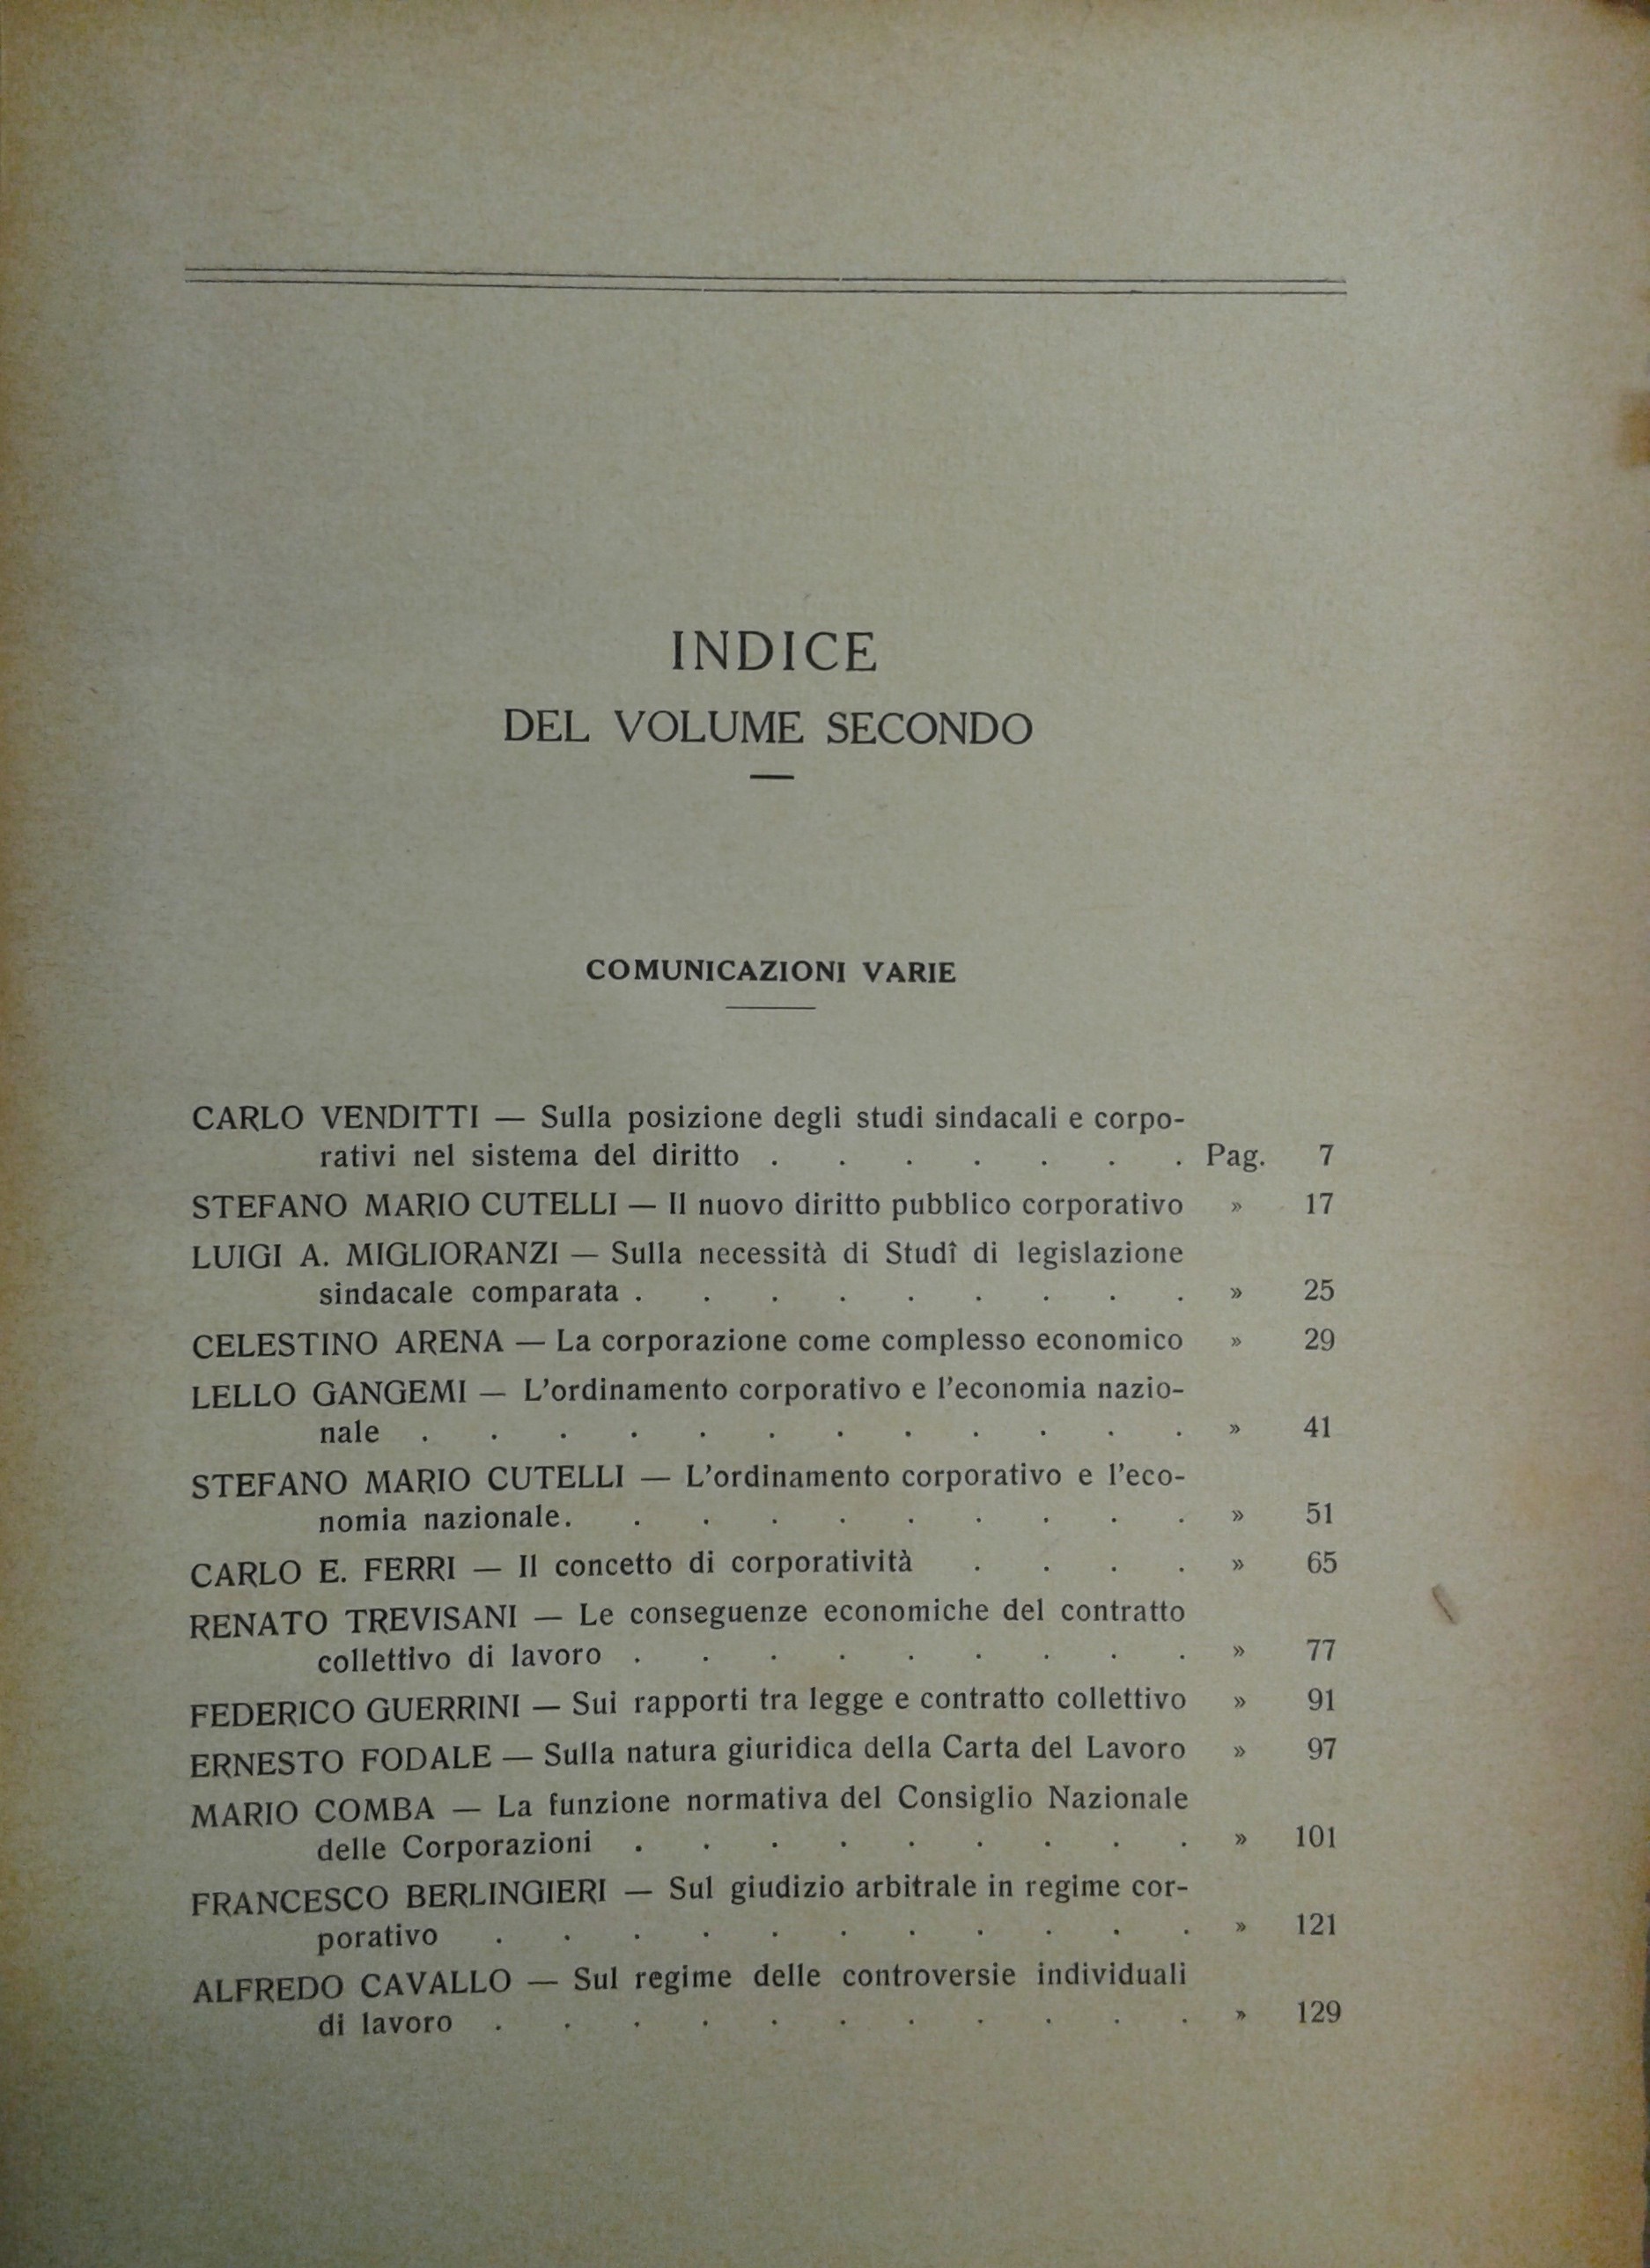 INDICE
DEL VOLUME SECONDO
COMUNICAZIONI VARIE
CARLO VENDITTI — Sulla posizione degli studi sindacali e corpo-
rativi nel sistema del diritto . . . . . . . Pag. 7
STEFANO MARIO CUTELLI — Il nuovo diritto pubblico corporativo » 17
LUIGI A. MIGLIORANZI — Sulla necessità di Studî di legislazione
sindacale comparata . . . . . . . . . » 25
CELESTINO ARENA — La corporazione come complesso economico » 29
LELLO GANGEMI — L'ordinamento corporativo e l'economia nazio-
nale . . . . . . . . . . . . » 41
STEFANO MARIO CUTELLI — L'ordinamento corporativo e l'eco-
nomia nazionale. . . . . . . . . . » 51
CARLO E. FERRI — Il concetto di corporatività . . . . » 65
RENATO TREVISANI — Le conseguenze economiche del contratto
collettivo di lavoro . . . . . . . . . » 77
FEDERICO GUERRINI — Sui rapporti tra legge e contratto collettivo » 91
ERNESTO FODALE — Sulla natura giuridica della Carta del Lavoro » 97
MARIO COMBA — La funzione normativa del Consiglio Nazionale
delle Corporazioni . . . . . . . . . » 101
FRANCESCO BERLINGIERI — Sul giudizio arbitrale in regime cor-
porativo . . . . . . . . . . . » 121
ALFREDO CAVALLO — Sul regime delle controversie individuali
di lavoro . . . . . . . . . . . » 129